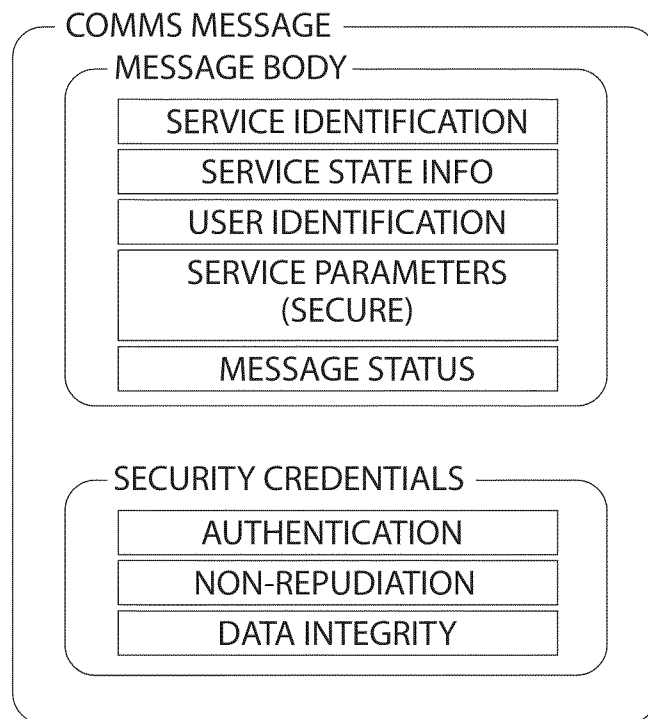 COMMS MESSAGE
MESSAGE BODY
SERVICE IDENTIFICATION
SERVICE STATE INFO
USER IDENTIFICATION
SERVICE PARAMETERS
(SECURE)
MESSAGE STATUS
SECURITY CREDENTIALS
AUTHENTICATION
NON-REPUDIATION
DATA INTEGRITY